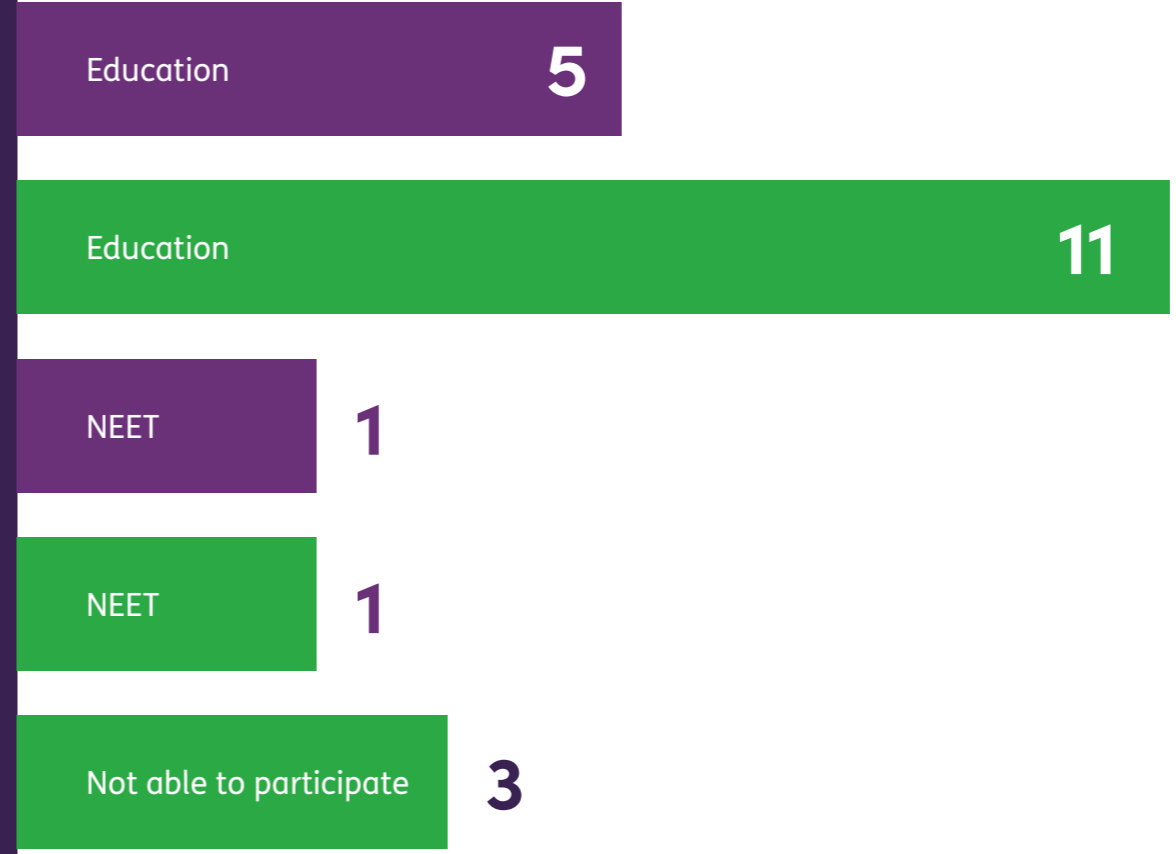 Education 5
Education 11
NEET 1
NEET 1
Not able to participate 3